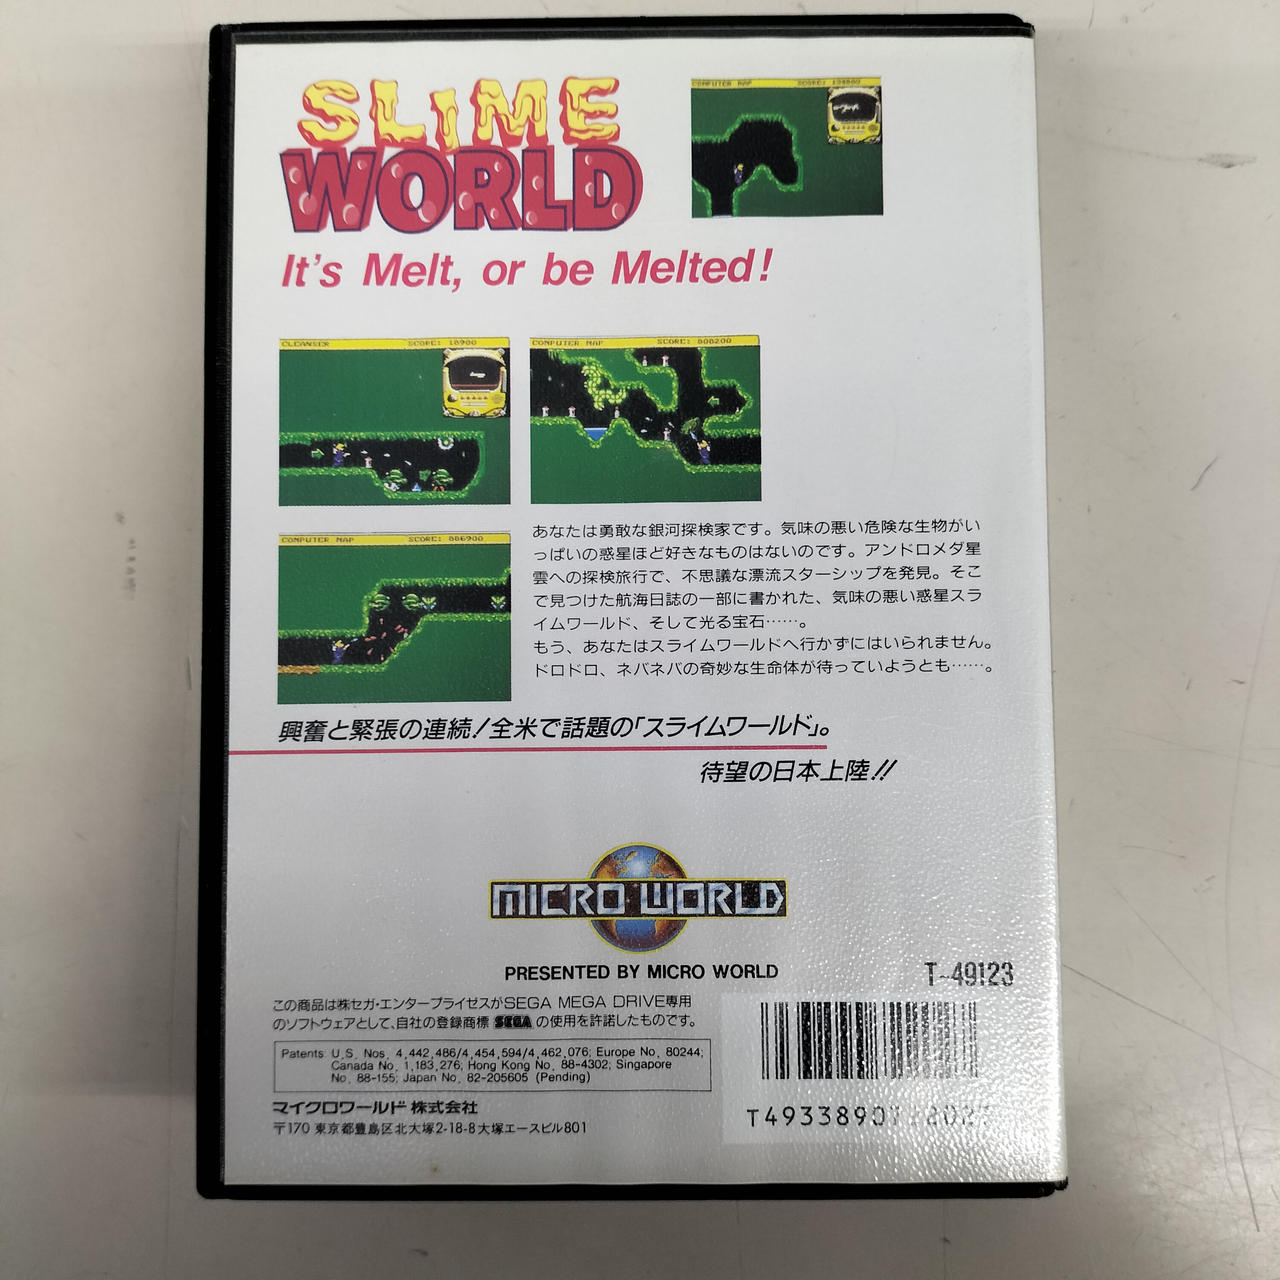 SLIME
WORLD
It's Melt, or be Melted!
COMPUTER MAP
CLEANSER SCORE: 18900
COMPUTER MAP SCORE: 808200
COMPUTER MAP SCORE: 886900
あなたは勇敢な銀河探検家です。気味の悪い危険な生物がい
っぱいの惑星ほど好きなものはないのです。アンドロメダ星
雲への探検旅行で、不思議な漂流スターシップを発見。そこ
で見つけた航海日誌の一部に書かれた、気味の悪い惑星スラ
イムワールド、そして光る宝石……。
もう、あなたはスライムワールドへ行かずにはいられません。
ドロドロ、ネバネバの奇妙な生命体が待っていようとも……。
興奮と緊張の連続!全米で話題の「スライムワールド」。
待望の日本上陸!!
MICRO WORLD
PRESENTED BY MICRO WORLD
T-49123
この商品は㈱セガ・エンタープライゼスがSEGA MEGA DRIVE専用
のソフトウェアとして、自社の登録商標 SEGA の使用を許諾したものです。
Patents: U.S. Nos. 4,442,486/4,454,594/4,462,076; Europe No. 80244;
Canada No. 1,183,276; Hong Kong No. 88-4302; Singapore
No. 88-155; Japan No. 82-205605 (Pending)
マイクロワールド株式会社
〒170 東京都豊島区北大塚2-18-8大塚エースビル801